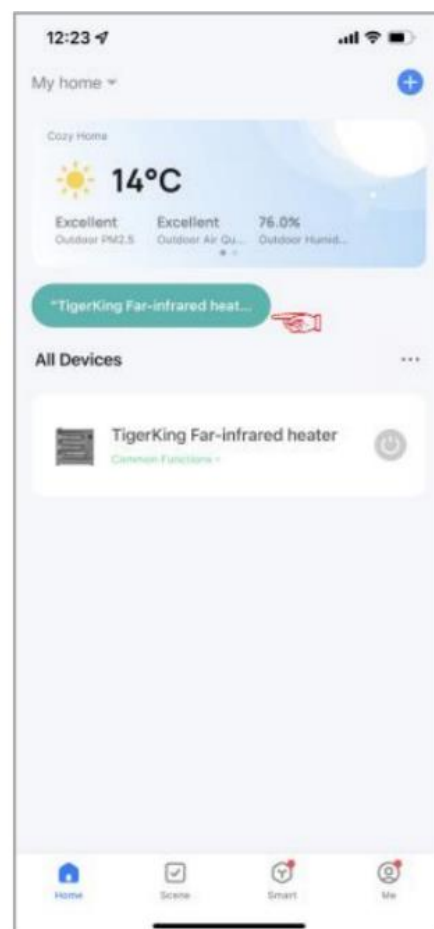 12:23
My home
Cozy Home
14°C
Excellent Excellent 76.0%
Outdoor PM2.5 Outdoor Air Qu... Outdoor Humid...
"TigerKing Far-infrared heat...
All Devices
TigerKing Far-infrared heater
Common Functions
Home Scene Smart Me